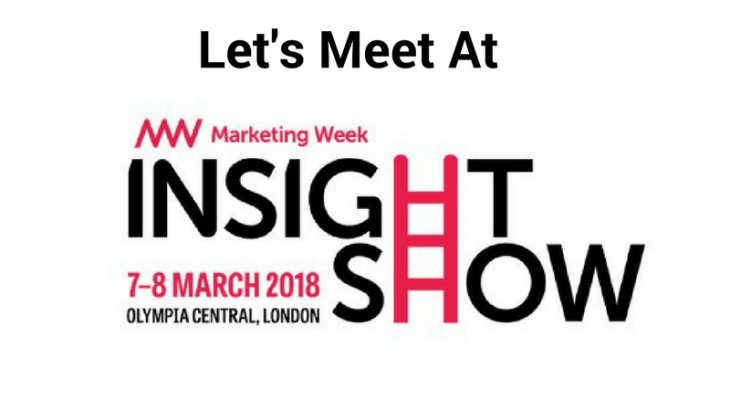 Let's Meet At
MW Marketing Week
INSIGHT
SHOW
7–8 MARCH 2018
OLYMPIA CENTRAL, LONDON